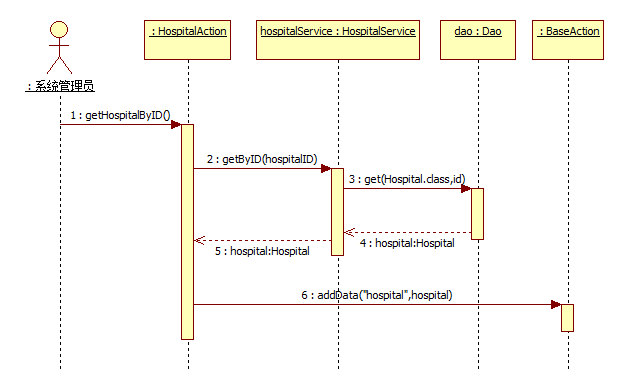 : HospitalAction
hospitalService : HospitalService
dao : Dao
: BaseAction
: 系统管理员
1 : getHospitalByID()
2 : getByID(hospitalID)
3 : get(Hospital.class,id)
4 : hospital:Hospital
5 : hospital:Hospital
6 : addData("hospital",hospital)